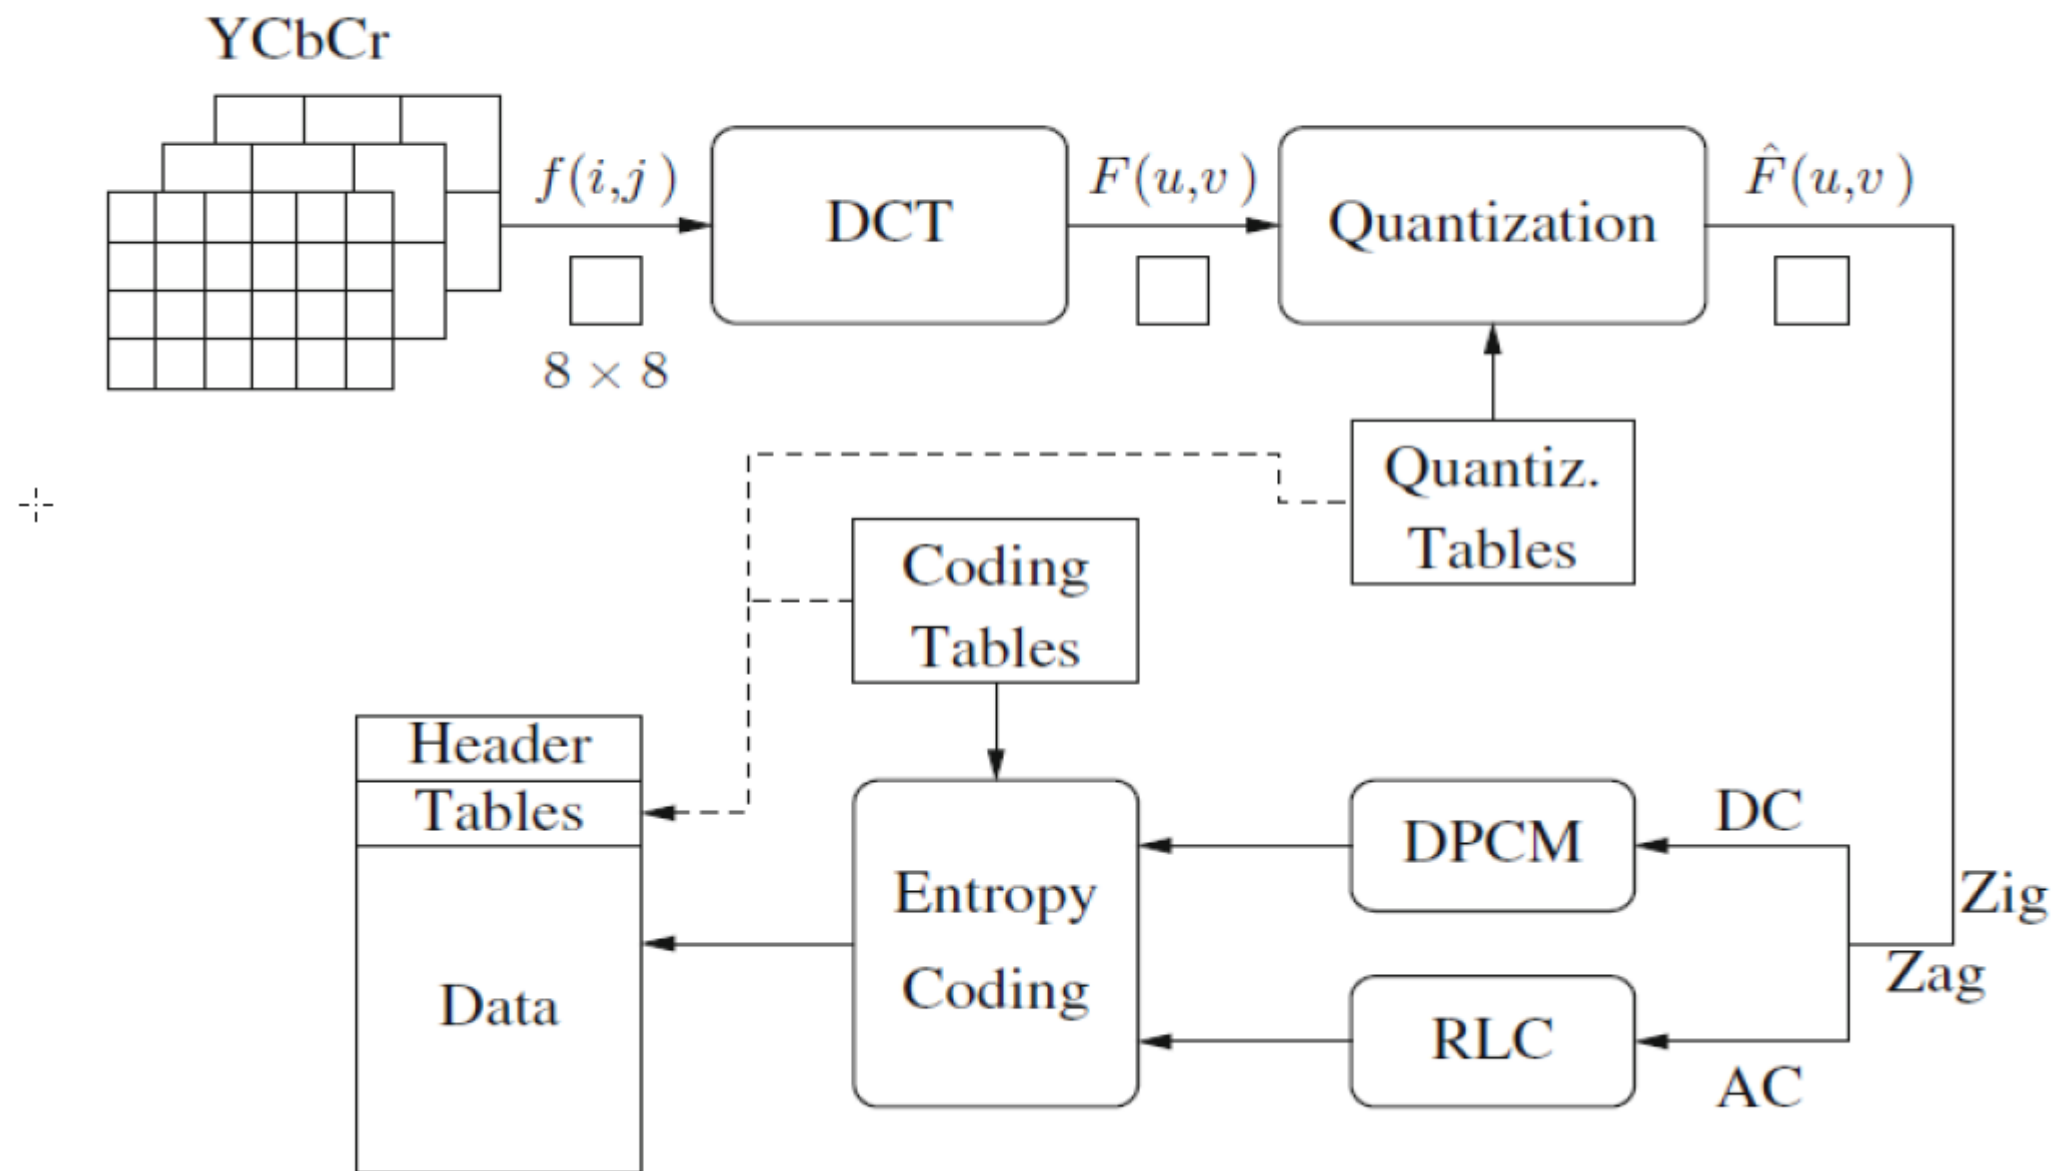 YCbCr
f(i,j)
8 × 8
DCT
F(u,v)
Quantization
F̂(u,v)
Quantiz.
Tables
Coding
Tables
Header
Tables
Data
Entropy
Coding
DPCM
RLC
DC
AC
Zig
Zag